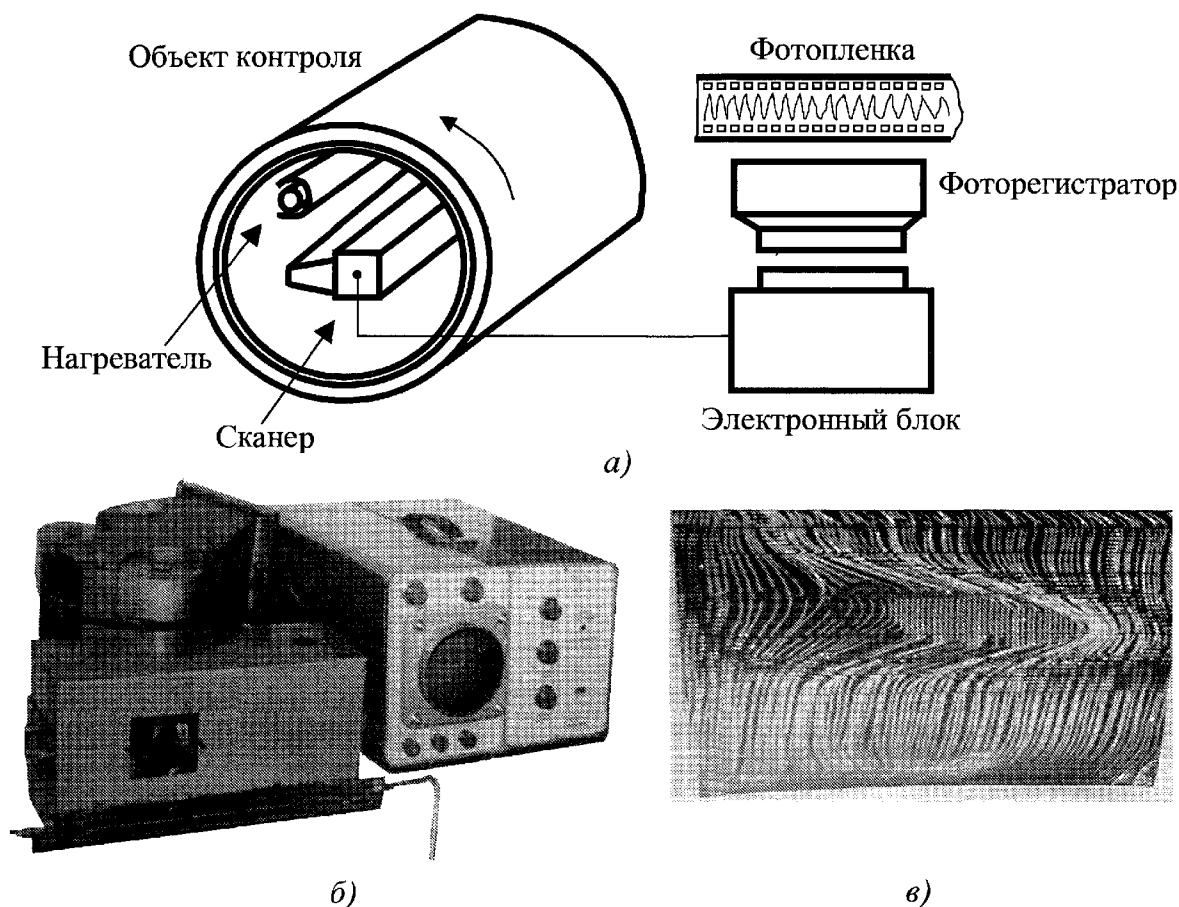 Объект контроля
Фотопленка
Фоторегистратор
Нагреватель
Сканер
Электронный блок
а)
б)
в)